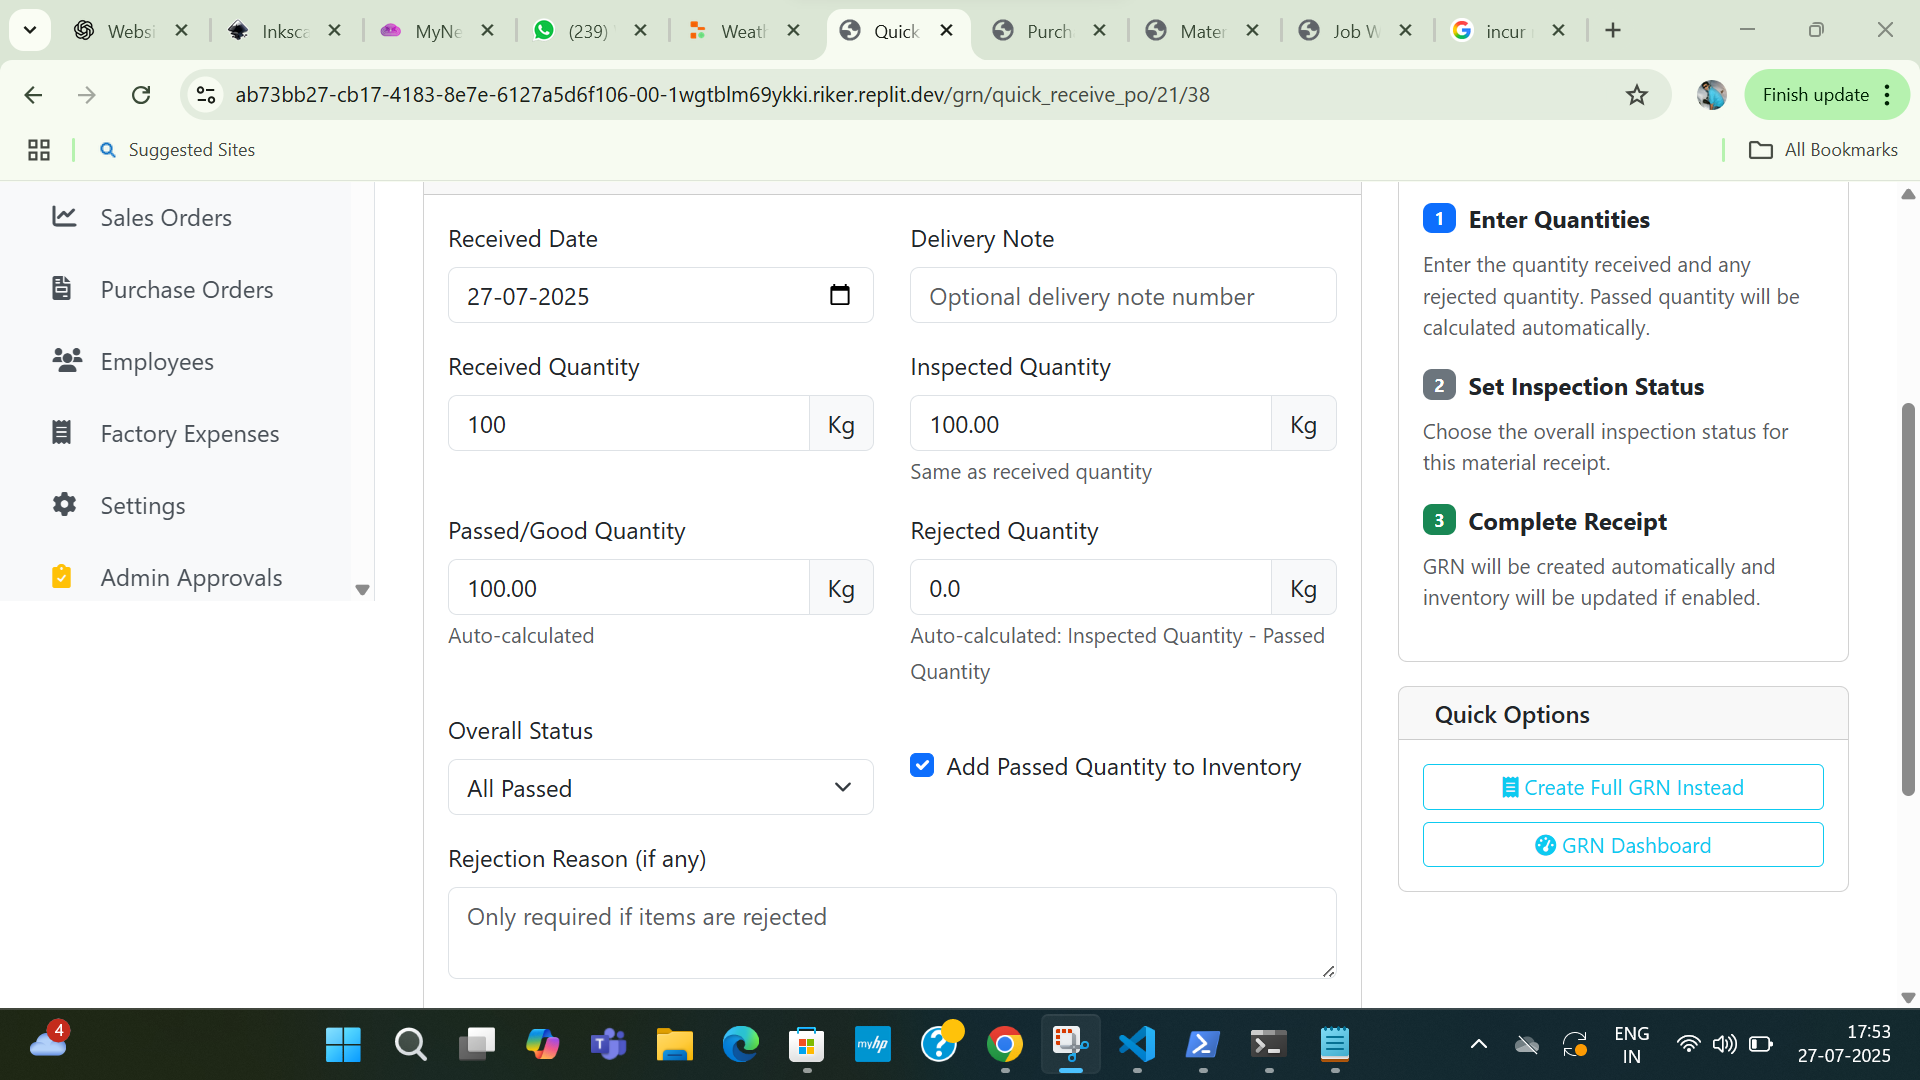 Websi
Inksca
MyNe
(239)
Weath
Quick
Purch
Mater
Job W
incur
ab73bb27-cb17-4183-8e7e-6127a5d6f106-00-1wgtblm69ykki.riker.replit.dev/grn/quick_receive_po/21/38
Finish update
Suggested Sites
All Bookmarks
Sales Orders
Purchase Orders
Employees
Factory Expenses
Settings
Admin Approvals
Received Date
27-07-2025
Delivery Note
Optional delivery note number
Received Quantity
100 Kg
Inspected Quantity
100.00 Kg
Same as received quantity
Passed/Good Quantity
100.00 Kg
Auto-calculated
Rejected Quantity
0.0 Kg
Auto-calculated: Inspected Quantity - Passed
Quantity
Overall Status
All Passed
Add Passed Quantity to Inventory
Rejection Reason (if any)
Only required if items are rejected
1 Enter Quantities
Enter the quantity received and any
rejected quantity. Passed quantity will be
calculated automatically.
2 Set Inspection Status
Choose the overall inspection status for
this material receipt.
3 Complete Receipt
GRN will be created automatically and
inventory will be updated if enabled.
Quick Options
Create Full GRN Instead
GRN Dashboard
4
myhp
ENG
IN
17:53
27-07-2025